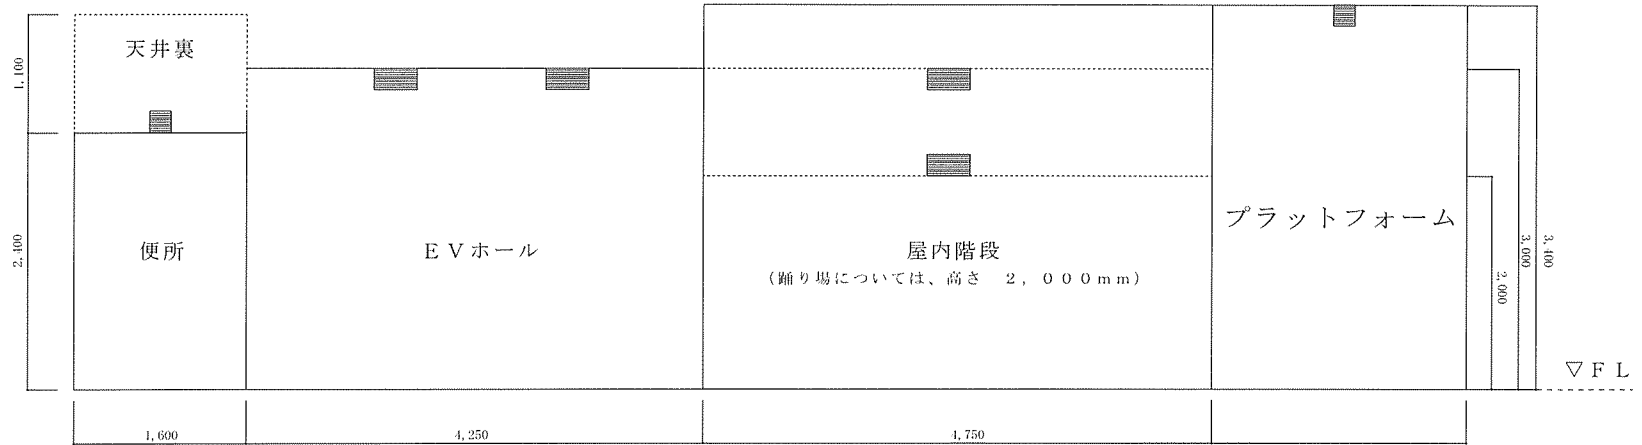 天井裏
1,100
2,400
便所
ＥＶホール
屋内階段
（踊り場については、高さ　２，０００ｍｍ）
プラットフォーム
2,000
3,000
3,400
▽ＦＬ
1,600
4,250
4,750